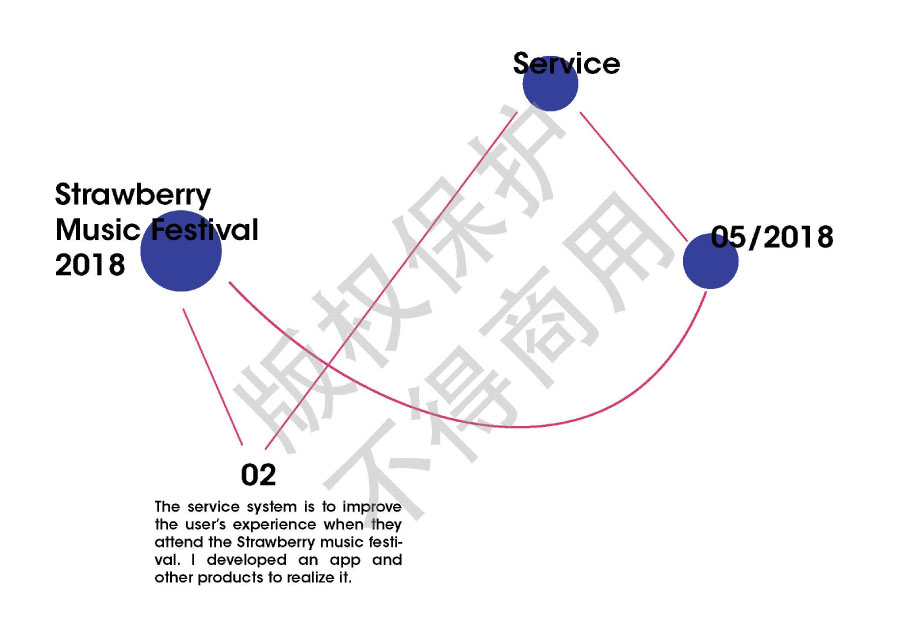 Service
Strawberry
Music Festival
2018
05/2018
02
The service system is to improve
the user's experience when they
attend the Strawberry music festi-
val. I developed an app and
other products to realize it.
版权保护
不得商用